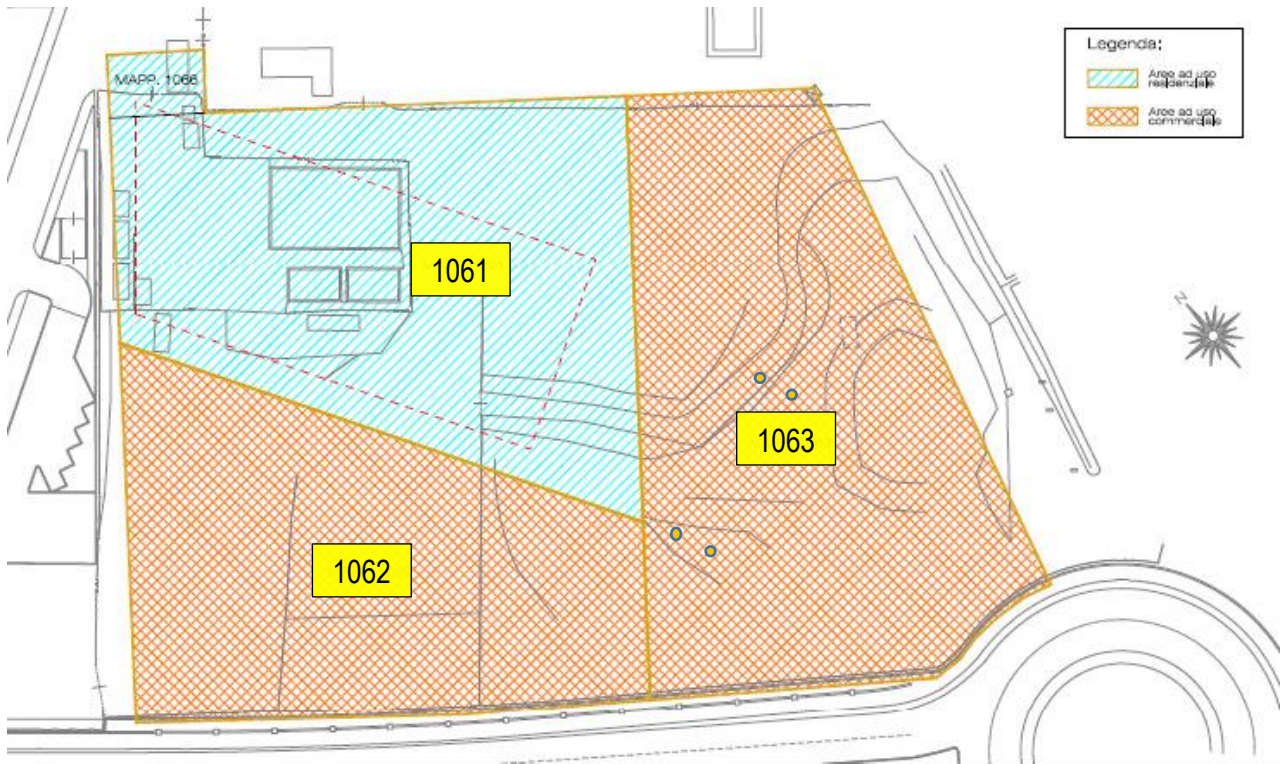 Legenda:
Aree ad uso
residenziale
Aree ad uso
commerciale
MAPP. 1066
1061
1063
1062
N